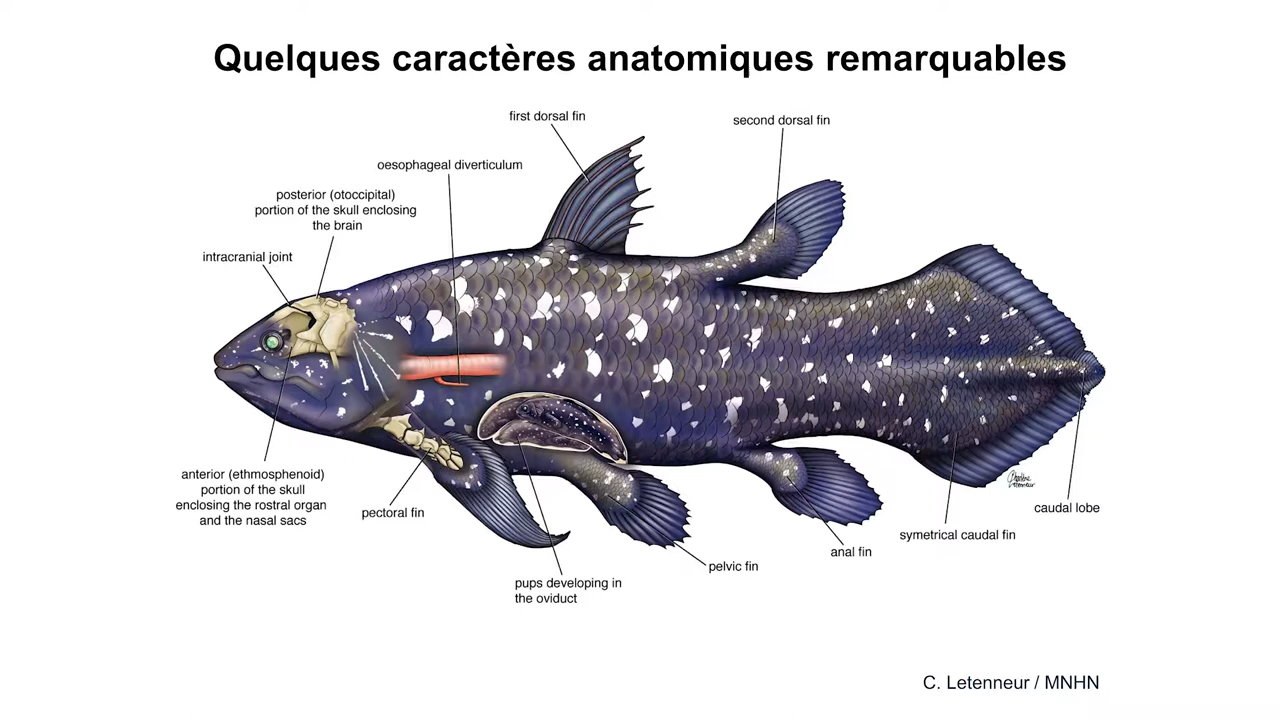 Quelques caractères anatomiques remarquables
first dorsal fin
second dorsal fin
oesophageal diverticulum
posterior (otoccipital)
portion of the skull enclosing
the brain
intracranial joint
anterior (ethmosphenoid)
portion of the skull
enclosing the rostral organ
and the nasal sacs
pectoral fin
pups developing in
the oviduct
pelvic fin
anal fin
symetrical caudal fin
caudal lobe
Charlène
Letenneur
C. Letenneur / MNHN